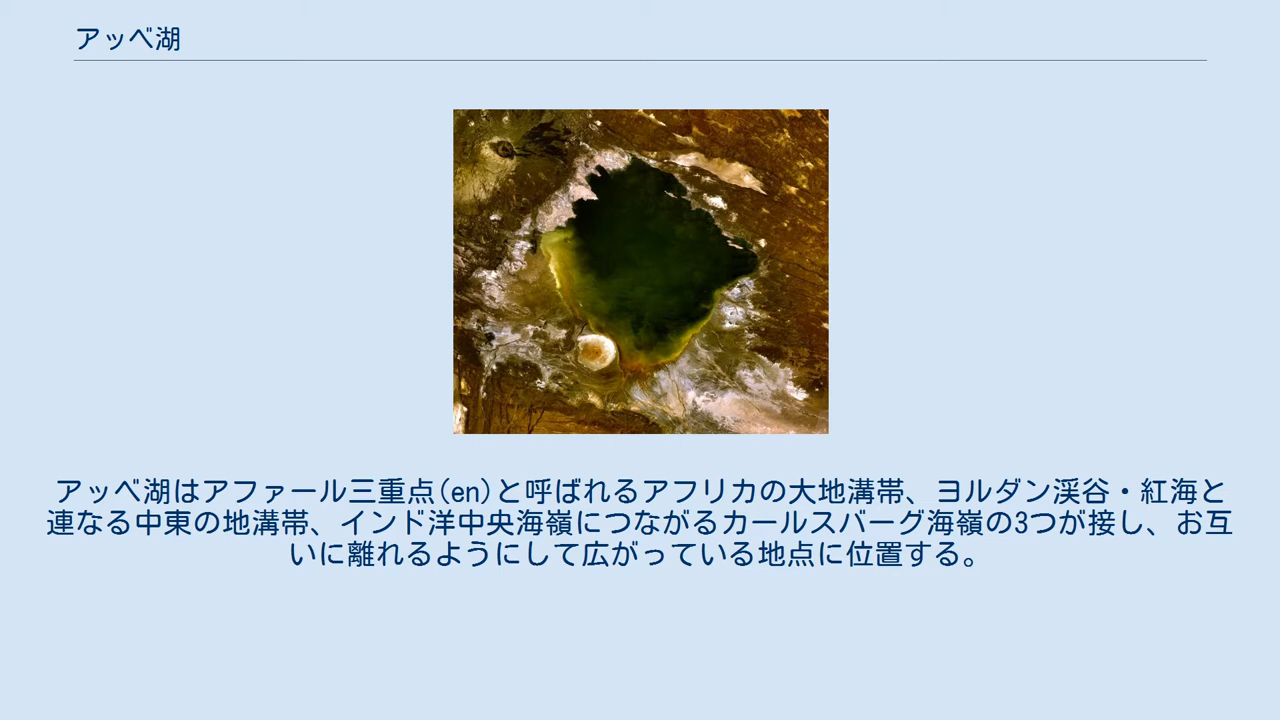 アッベ湖
アッベ湖はアファール三重点(en)と呼ばれるアフリカの大地溝帯、ヨルダン渓谷・紅海と
連なる中東の地溝帯、インド洋中央海嶺につながるカールスバーグ海嶺の3つが接し、お互
いに離れるようにして広がっている地点に位置する。